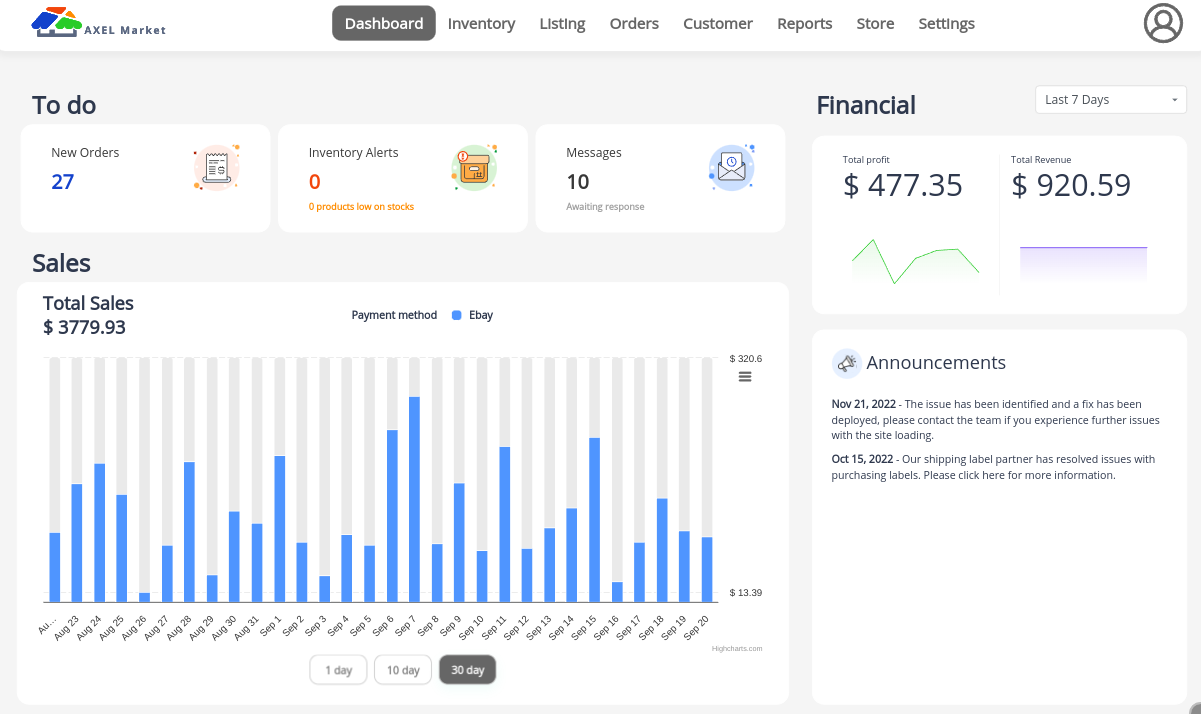 AXEL Market
Dashboard
Inventory
Listing
Orders
Customer
Reports
Store
Settings
To do
New Orders
27
Inventory Alerts
0
0 products low on stocks
Messages
10
Awaiting response
Financial
Last 7 Days
Total profit
$ 477.35
Total Revenue
$ 920.59
Sales
Total Sales
$ 3779.93
Payment method
Ebay
$ 320.6
$ 13.39
Au…
Aug 23
Aug 24
Aug 25
Aug 26
Aug 27
Aug 28
Aug 29
Aug 30
Aug 31
Sep 1
Sep 2
Sep 3
Sep 4
Sep 5
Sep 6
Sep 7
Sep 8
Sep 9
Sep 10
Sep 11
Sep 12
Sep 13
Sep 14
Sep 15
Sep 16
Sep 17
Sep 18
Sep 19
Sep 20
Highcharts.com
1 day
10 day
30 day
Announcements
Nov 21, 2022 - The issue has been identified and a fix has been
deployed, please contact the team if you experience further issues
with the site loading.
Oct 15, 2022 - Our shipping label partner has resolved issues with
purchasing labels. Please click here for more information.